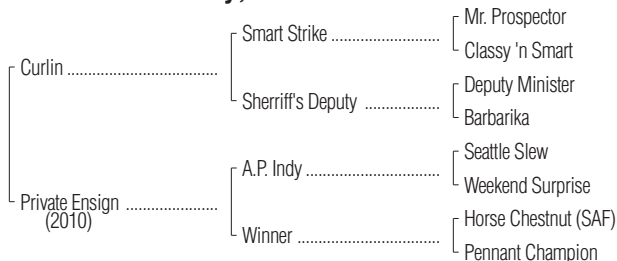 Mr. Prospector
Smart Strike
Classy 'n Smart
Curlin
Deputy Minister
Sherriff's Deputy
Barbarika
Seattle Slew
A.P. Indy
Weekend Surprise
Private Ensign
(2010)
Horse Chestnut (SAF)
Winner
Pennant Champion